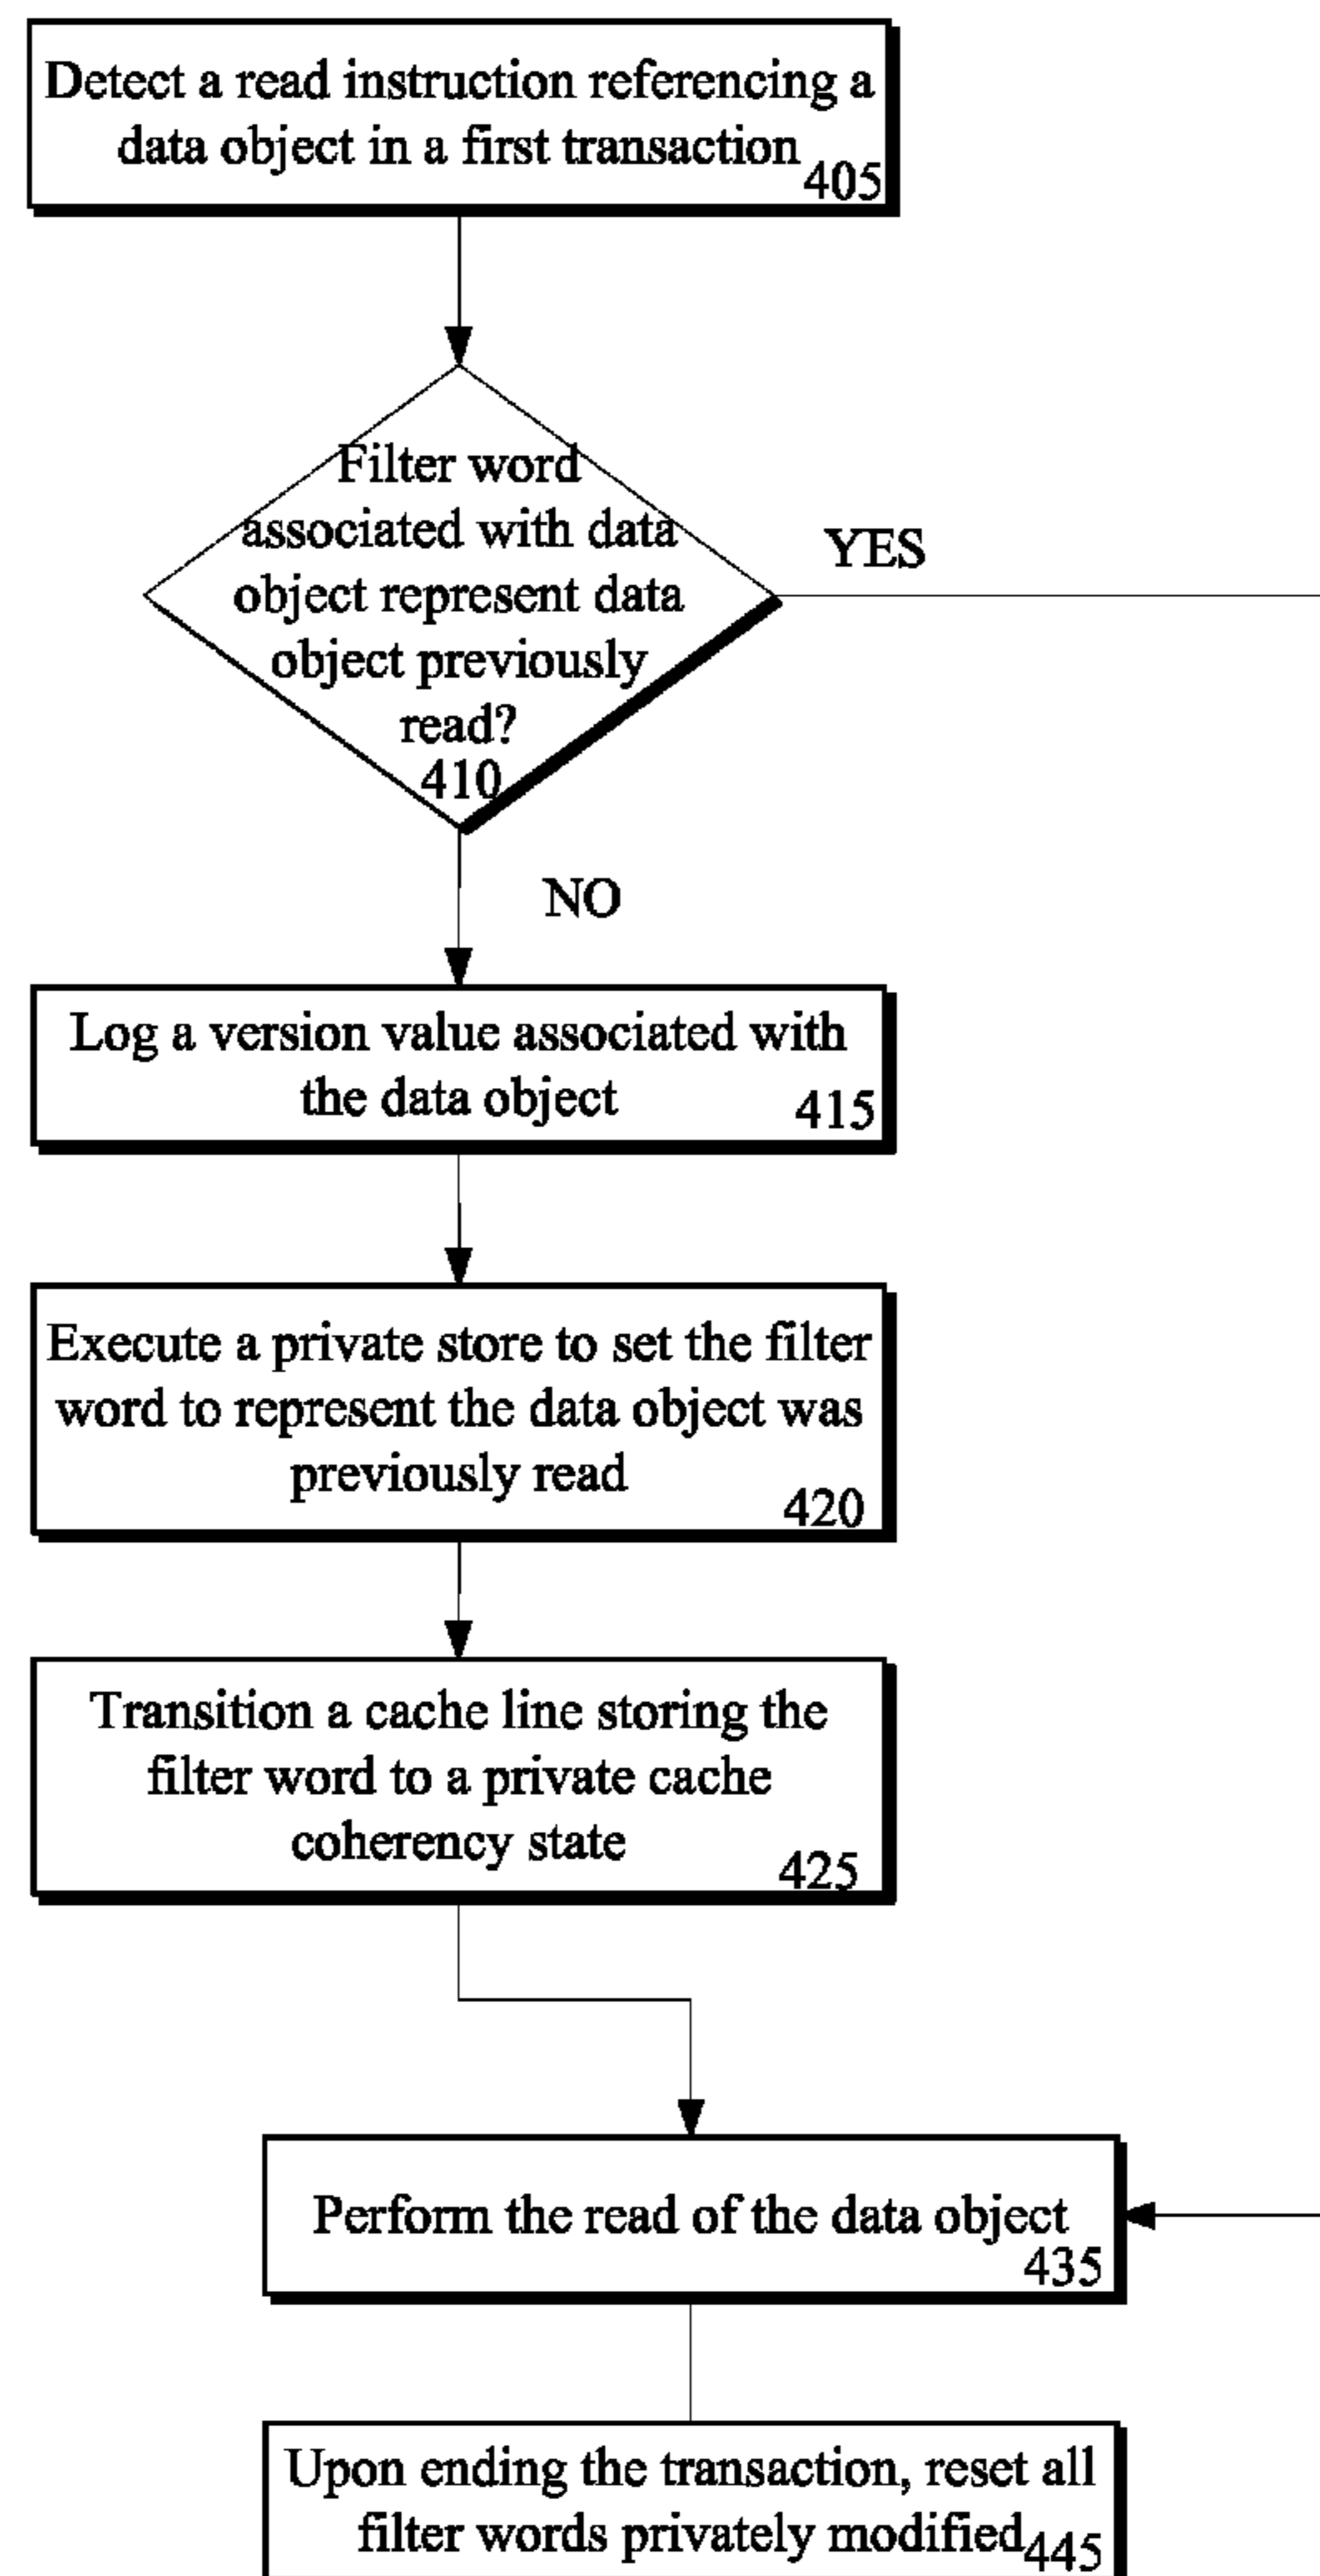 Detect a read instruction referencing a
data object in a first transaction
405
Filter word
associated with data
object represent data
object previously
read?
410
YES
NO
Log a version value associated with
the data object
415
Execute a private store to set the filter
word to represent the data object was
previously read
420
Transition a cache line storing the
filter word to a private cache
coherency state
425
Perform the read of the data object
435
Upon ending the transaction, reset all
filter words privately modified
445